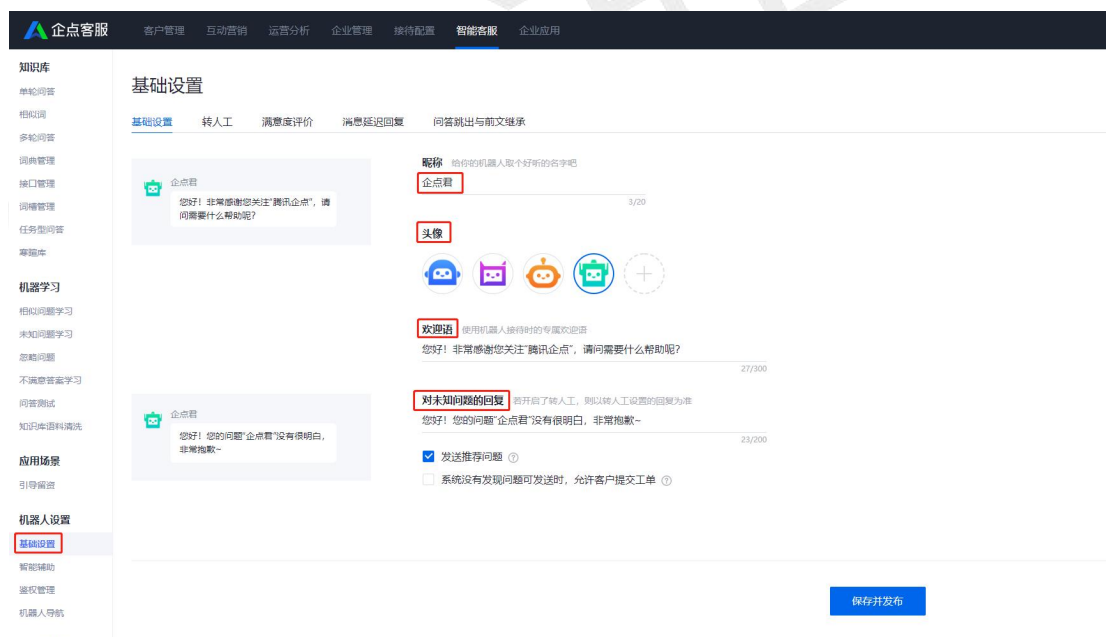 企点客服 客户管理 互动营销 运营分析 企业管理 接待配置 智能客服 企业应用
知识库
单轮问答
相似词
多轮问答
词典管理
接口管理
词槽管理
任务型问答
寒暄库
机器学习
相似问题学习
未知问题学习
忽略问题
不满意答案学习
问答测试
知识库语料清洗
应用场景
引导留资
机器人设置
基础设置
智能辅助
鉴权管理
机器人导航
基础设置
基础设置 转人工 满意度评价 消息延迟回复 问答跳出与前文继承
企点君
您好!非常感谢您关注“腾讯企点”,请
问需要什么帮助呢?
昵称 给你的机器人取个好听的名字吧
企点君
3/20
头像
欢迎语 使用机器人接待时的专属欢迎语
您好!非常感谢您关注“腾讯企点”,请问需要什么帮助呢?
27/300
企点君
您好!您的问题“企点君”没有很明白,
非常抱歉~
对未知问题的回复 若开启了转人工,则以转人工设置的回复为准
您好!您的问题“企点君”没有很明白,非常抱歉~
23/200
发送推荐问题 ?
系统没有发现问题可发送时,允许客户提交工单 ?
保存并发布